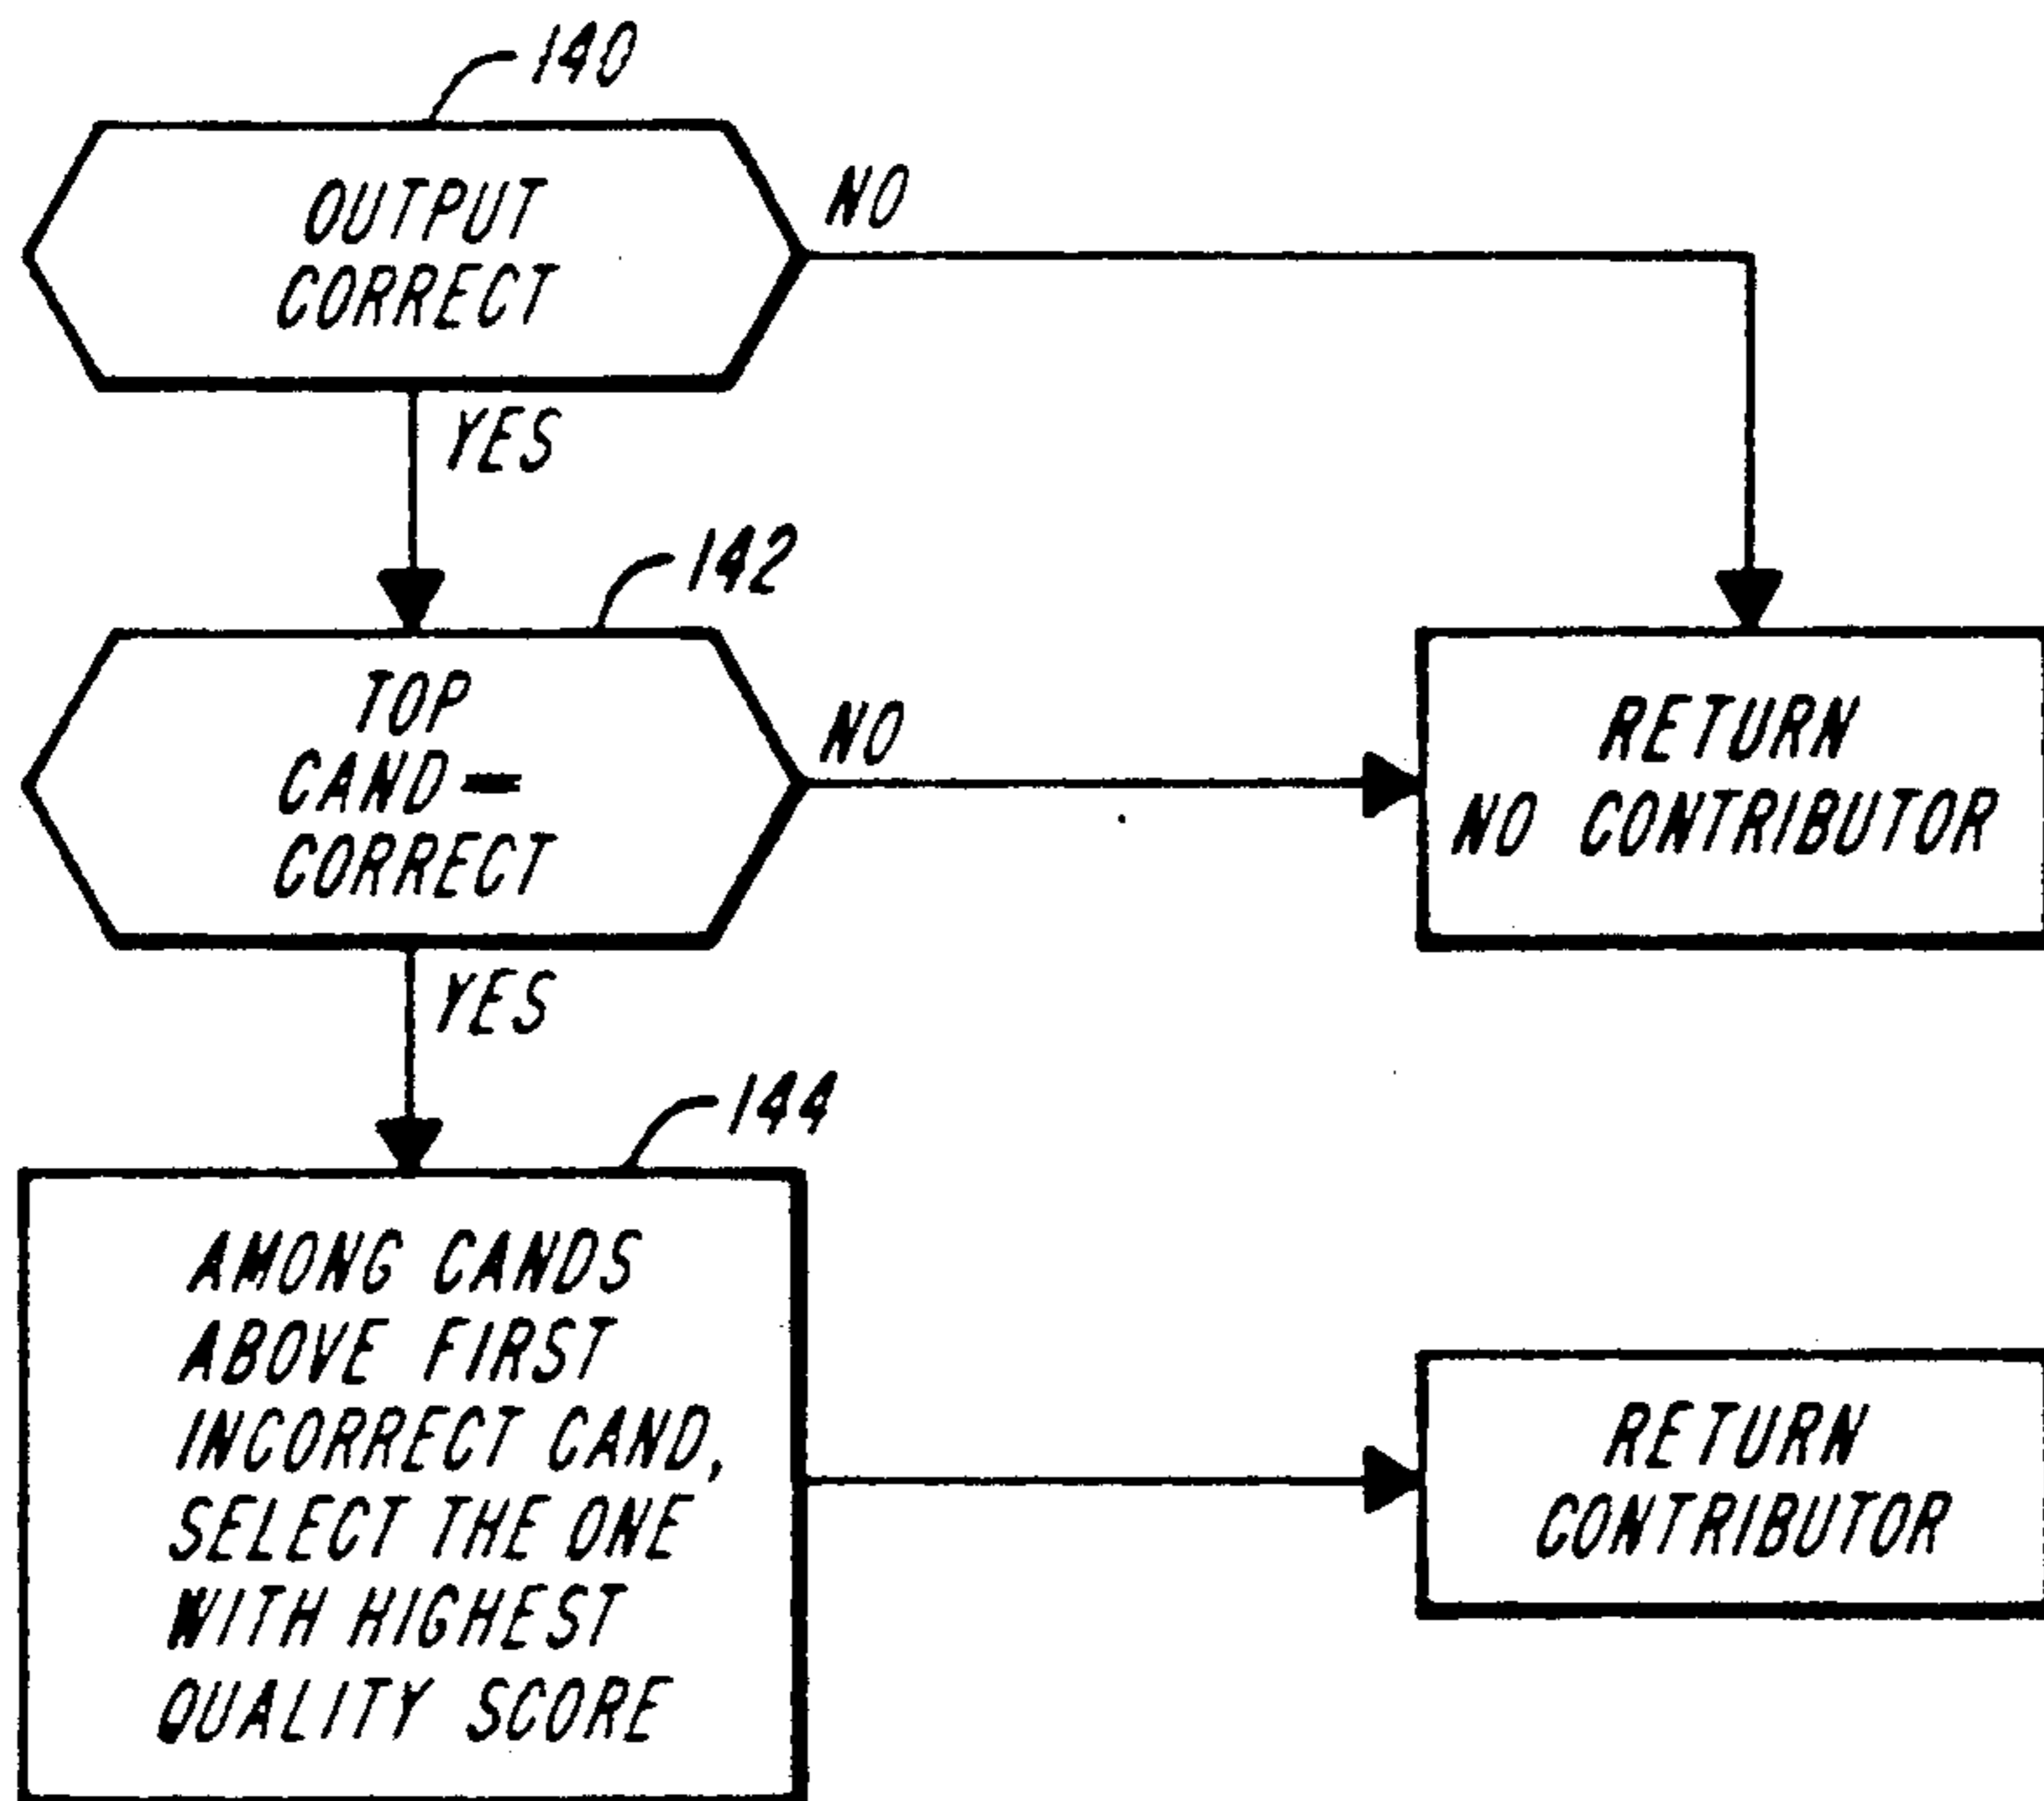 140
OUTPUT
CORRECT
NO
YES
142
TOP
CAND =
CORRECT
NO
RETURN
NO CONTRIBUTOR
YES
144
AMONG CANDS
ABOVE FIRST
INCORRECT CAND,
SELECT THE ONE
WITH HIGHEST
QUALITY SCORE
RETURN
CONTRIBUTOR